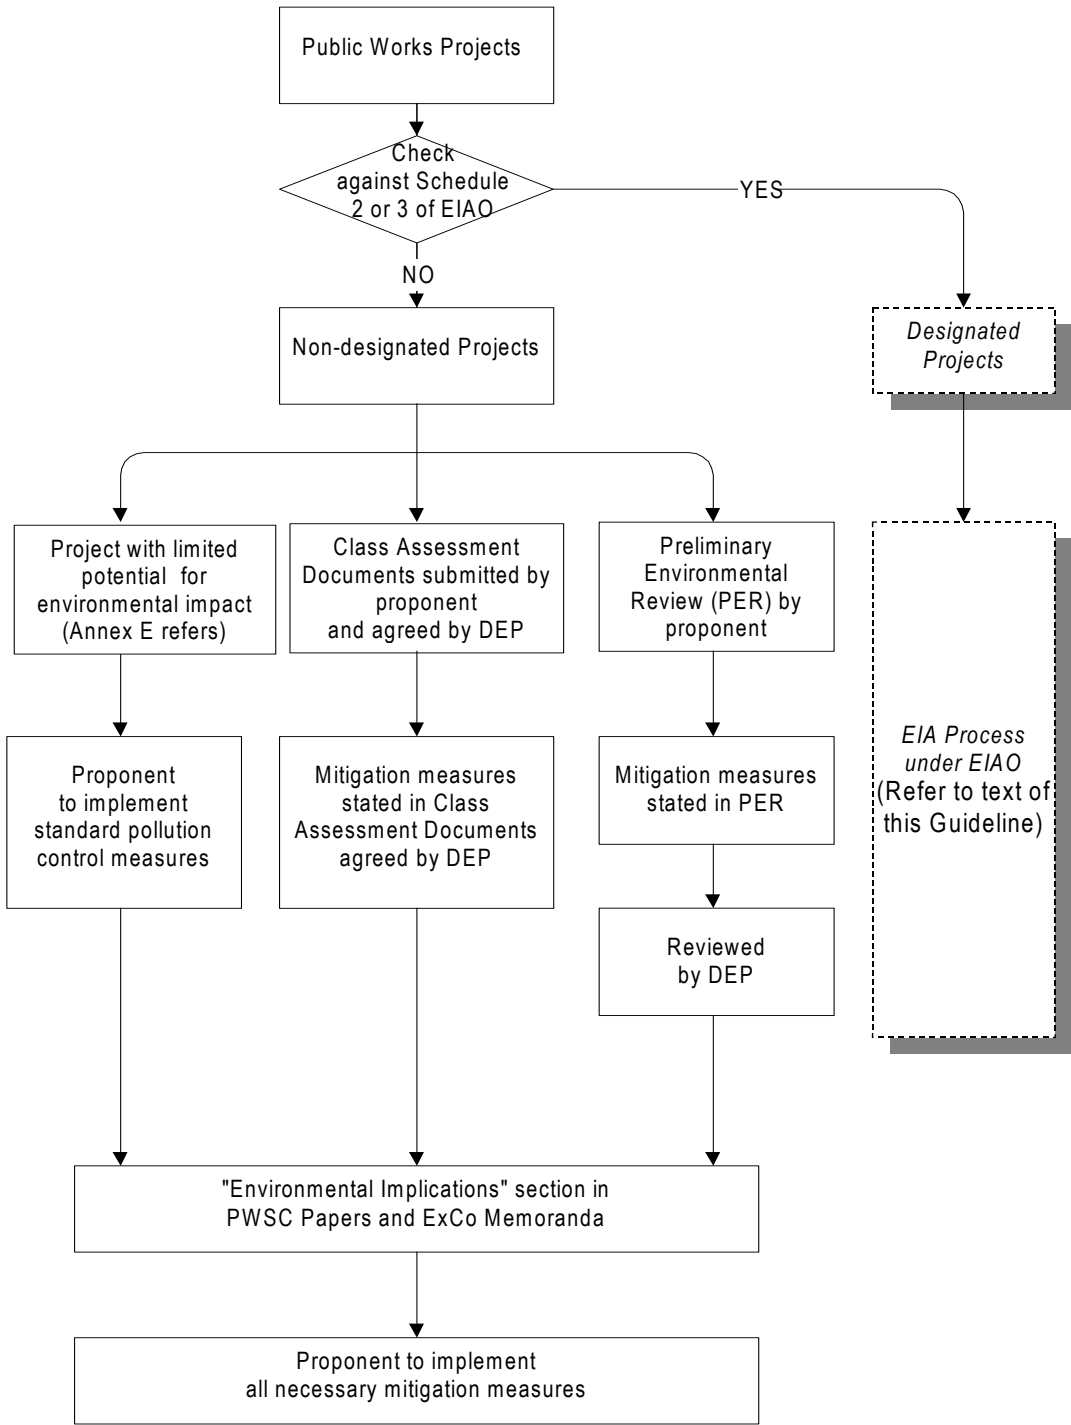 Public Works Projects
Check
against Schedule
2 or 3 of EIAO
YES
NO
Non-designated Projects
Designated
Projects
Project with limited
potential for
environmental impact
(Annex E refers)
Class Assessment
Documents submitted by
proponent
and agreed by DEP
Preliminary
Environmental
Review (PER) by
proponent
EIA Process
under EIAO
(Refer to text of
this Guideline)
Proponent
to implement
standard pollution
control measures
Mitigation measures
stated in Class
Assessment Documents
agreed by DEP
Mitigation measures
stated in PER
Reviewed
by DEP
"Environmental Implications" section in
PWSC Papers and ExCo Memoranda
Proponent to implement
all necessary mitigation measures